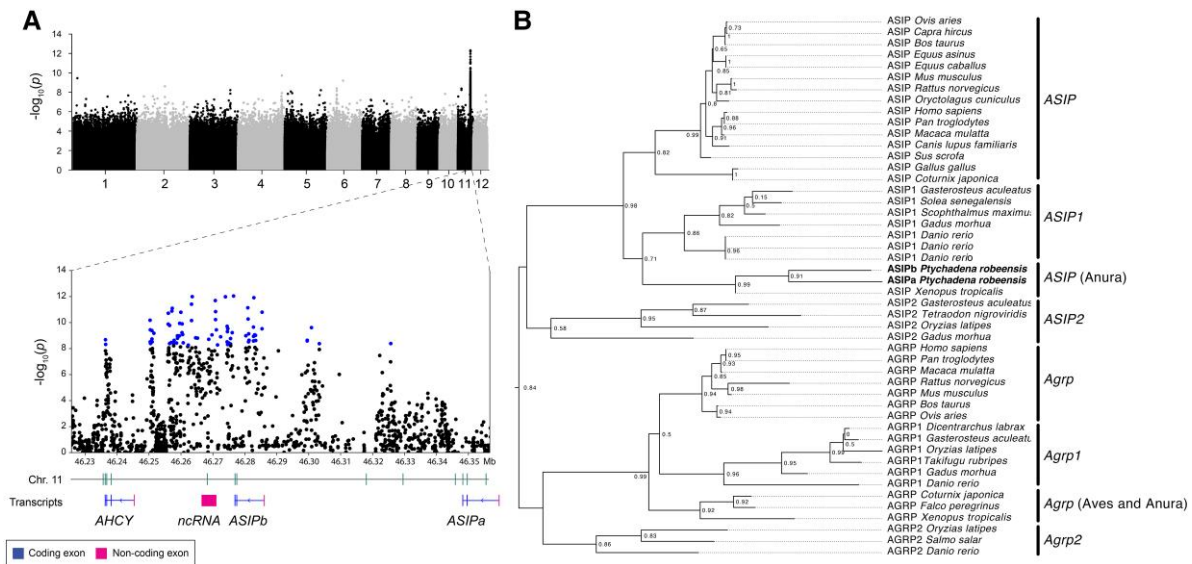 A
14
12
10
8
6
4
2
0
-log10(p)
1 2 3 4 5 6 7 8 9 10 11 12
14
12
10
8
6
4
2
0
-log10(p)
46.23 46.24 46.25 46.26 46.27 46.28 46.29 46.30 46.31 46.32 46.33 46.34 46.35 Mb
Chr. 11
Transcripts
AHCY ncRNA ASIPb ASIPa
Coding exon Non-coding exon
B
ASIP Ovis aries
0.73
ASIP Capra hircus
1
ASIP Bos taurus
0.65
ASIP Equus asinus
1
ASIP Equus caballus
0.85
ASIP Mus musculus
1
ASIP Rattus norvegicus
0.81
ASIP Oryctolagus cuniculus
0.8
ASIP Homo sapiens
0.88
ASIP Pan troglodytes
0.96
ASIP Macaca mulatta
0.91
0.99
ASIP Canis lupus familiaris
0.82
ASIP Sus scrofa
ASIP Gallus gallus
1
ASIP Coturnix japonica
ASIP
ASIP1 Gasterosteus aculeatus
0.15
ASIP1 Solea senegalensis
0.5
0.98
ASIP1 Scophthalmus maximus
0.82
ASIP1 Gadus morhua
0.86
ASIP1 Danio rerio
0.96
ASIP1 Danio rerio
0.71
ASIP1 Danio rerio
ASIP1
ASIPb Ptychadena robeensis
0.91
ASIPa Ptychadena robeensis
0.99
ASIP Xenopus tropicalis
ASIP (Anura)
ASIP2 Gasterosteus aculeatus
0.87
ASIP2 Tetraodon nigroviridis
0.95
ASIP2 Oryzias latipes
0.58
ASIP2 Gadus morhua
ASIP2
AGRP Homo sapiens
0.95
AGRP Pan troglodytes
0.93
AGRP Macaca mulatta
0.85
AGRP Rattus norvegicus
0.98
0.84
AGRP Mus musculus
0.94
AGRP Bos taurus
0.94
AGRP Ovis aries
Agrp
AGRP1 Dicentrarchus labrax
0
0.5
AGRP1 Gasterosteus aculeatu
0.5
AGRP1 Oryzias latipes
0.99
AGRP1 Takifugu rubripes
0.95
AGRP1 Gadus morhua
0.96
0.99
AGRP1 Danio rerio
Agrp1
AGRP Coturnix japonica
0.92
AGRP Falco peregrinus
0.92
AGRP Xenopus tropicalis
Agrp (Aves and Anura)
AGRP2 Oryzias latipes
0.83
AGRP2 Salmo salar
0.86
AGRP2 Danio rerio
Agrp2